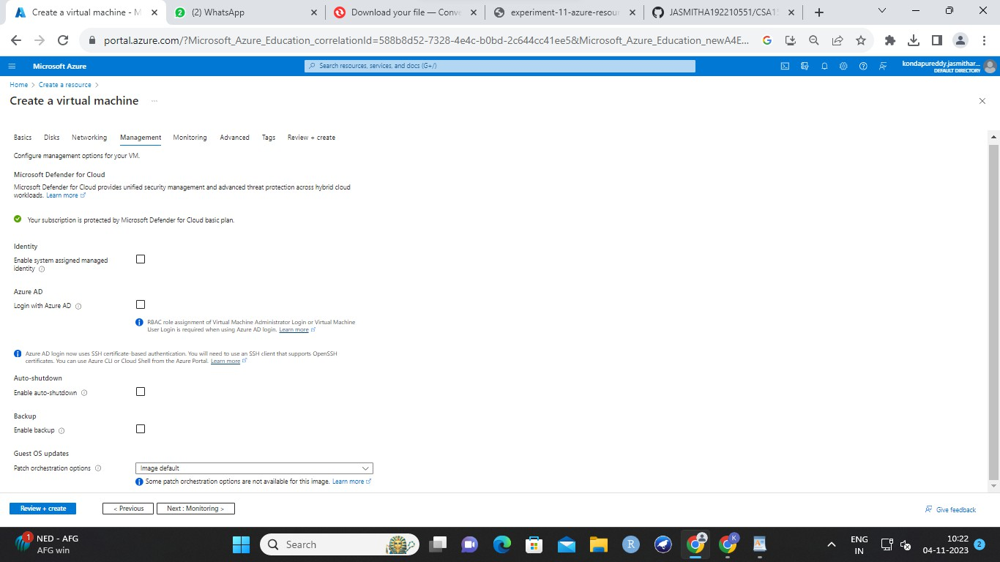 Create a virtual machine - M
(2) WhatsApp
Download your file — Conve
experiment-11-azure-resour
JASMITHA192210551/CSA1
portal.azure.com/?Microsoft_Azure_Education_correlationId=588b8d52-7328-4e4c-b0bd-2c644cc41ee5&Microsoft_Azure_Education_newA4E...
Microsoft Azure
Search resources, services, and docs (G+/)
kondapureddy.jasmithar...
DEFAULT DIRECTORY
Home > Create a resource >
Create a virtual machine ...
Basics Disks Networking Management Monitoring Advanced Tags Review + create
Configure management options for your VM.
Microsoft Defender for Cloud
Microsoft Defender for Cloud provides unified security management and advanced threat protection across hybrid cloud
workloads. Learn more
Your subscription is protected by Microsoft Defender for Cloud basic plan.
Identity
Enable system assigned managed
identity
Azure AD
Login with Azure AD
RBAC role assignment of Virtual Machine Administrator Login or Virtual Machine
User Login is required when using Azure AD login. Learn more
Azure AD login now uses SSH certificate-based authentication. You will need to use an SSH client that supports OpenSSH
certificates. You can use Azure CLI or Cloud Shell from the Azure Portal. Learn more
Auto-shutdown
Enable auto-shutdown
Backup
Enable backup
Guest OS updates
Patch orchestration options
Image default
Some patch orchestration options are not available for this image. Learn more
Review + create
< Previous
Next : Monitoring >
Give feedback
1
NED - AFG
AFG win
Search
R
K
ENG
IN
10:22
04-11-2023
2